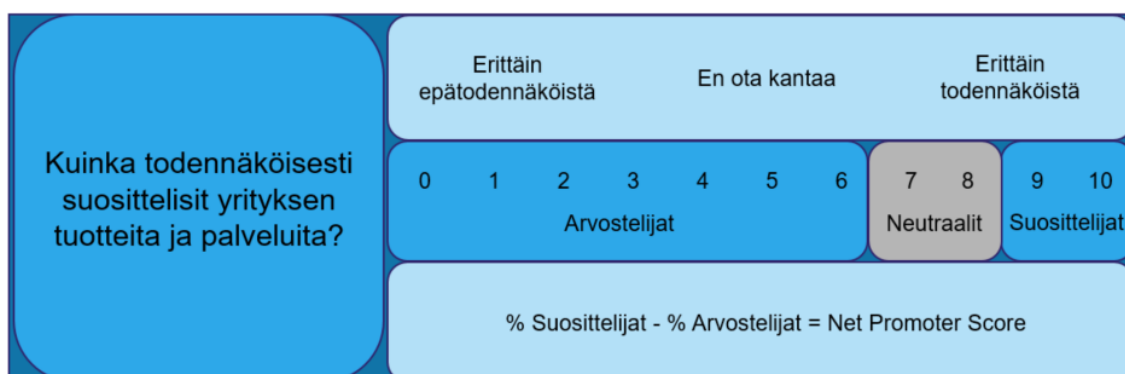 Kuinka todennäköisesti
suosittelisit yrityksen
tuotteita ja palveluita?
Erittäin
epätodennäköistä
En ota kantaa
Erittäin
todennäköistä
0 1 2 3 4 5 6 7 8 9 10
Arvostelijat Neutraalit Suosittelijat
% Suosittelijat - % Arvostelijat = Net Promoter Score